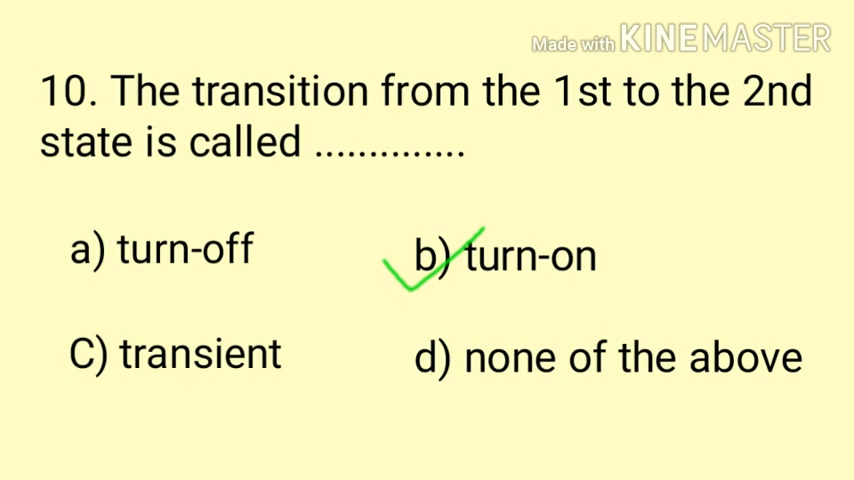 Made with KINEMASTER
10. The transition from the 1st to the 2nd
state is called ..............
a) turn-off
b) turn-on
C) transient
d) none of the above